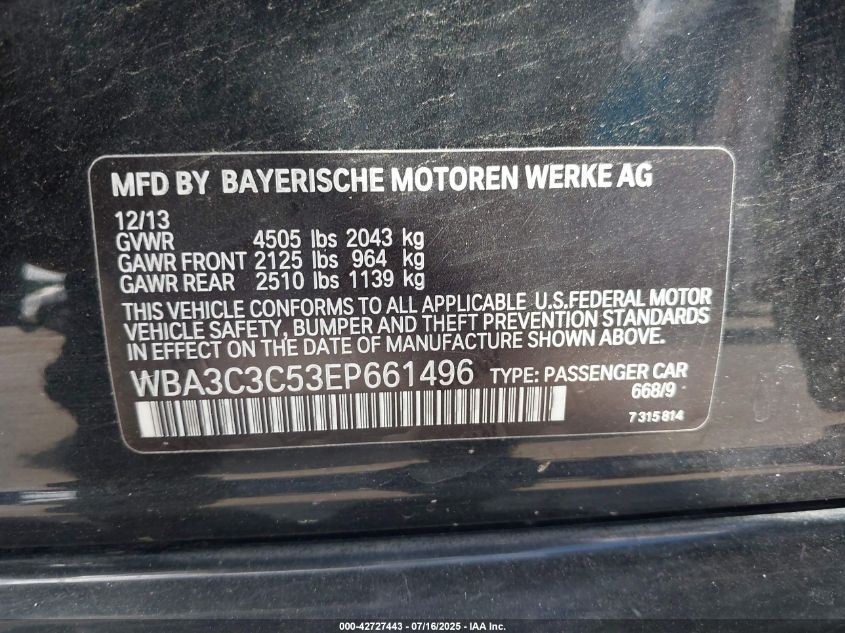 MFD BY BAYERISCHE MOTOREN WERKE AG
12/13
GVWR 4505 lbs 2043 kg
GAWR FRONT 2125 lbs 964 kg
GAWR REAR 2510 lbs 1139 kg
THIS VEHICLE CONFORMS TO ALL APPLICABLE U.S.FEDERAL MOTOR
VEHICLE SAFETY, BUMPER AND THEFT PREVENTION STANDARDS
IN EFFECT ON THE DATE OF MANUFACTURE SHOWN ABOVE.
WBA3C3C53EP661496 TYPE: PASSENGER CAR
668/9
7 315 814
000-42727443 - 07/16/2025 - IAA Inc.